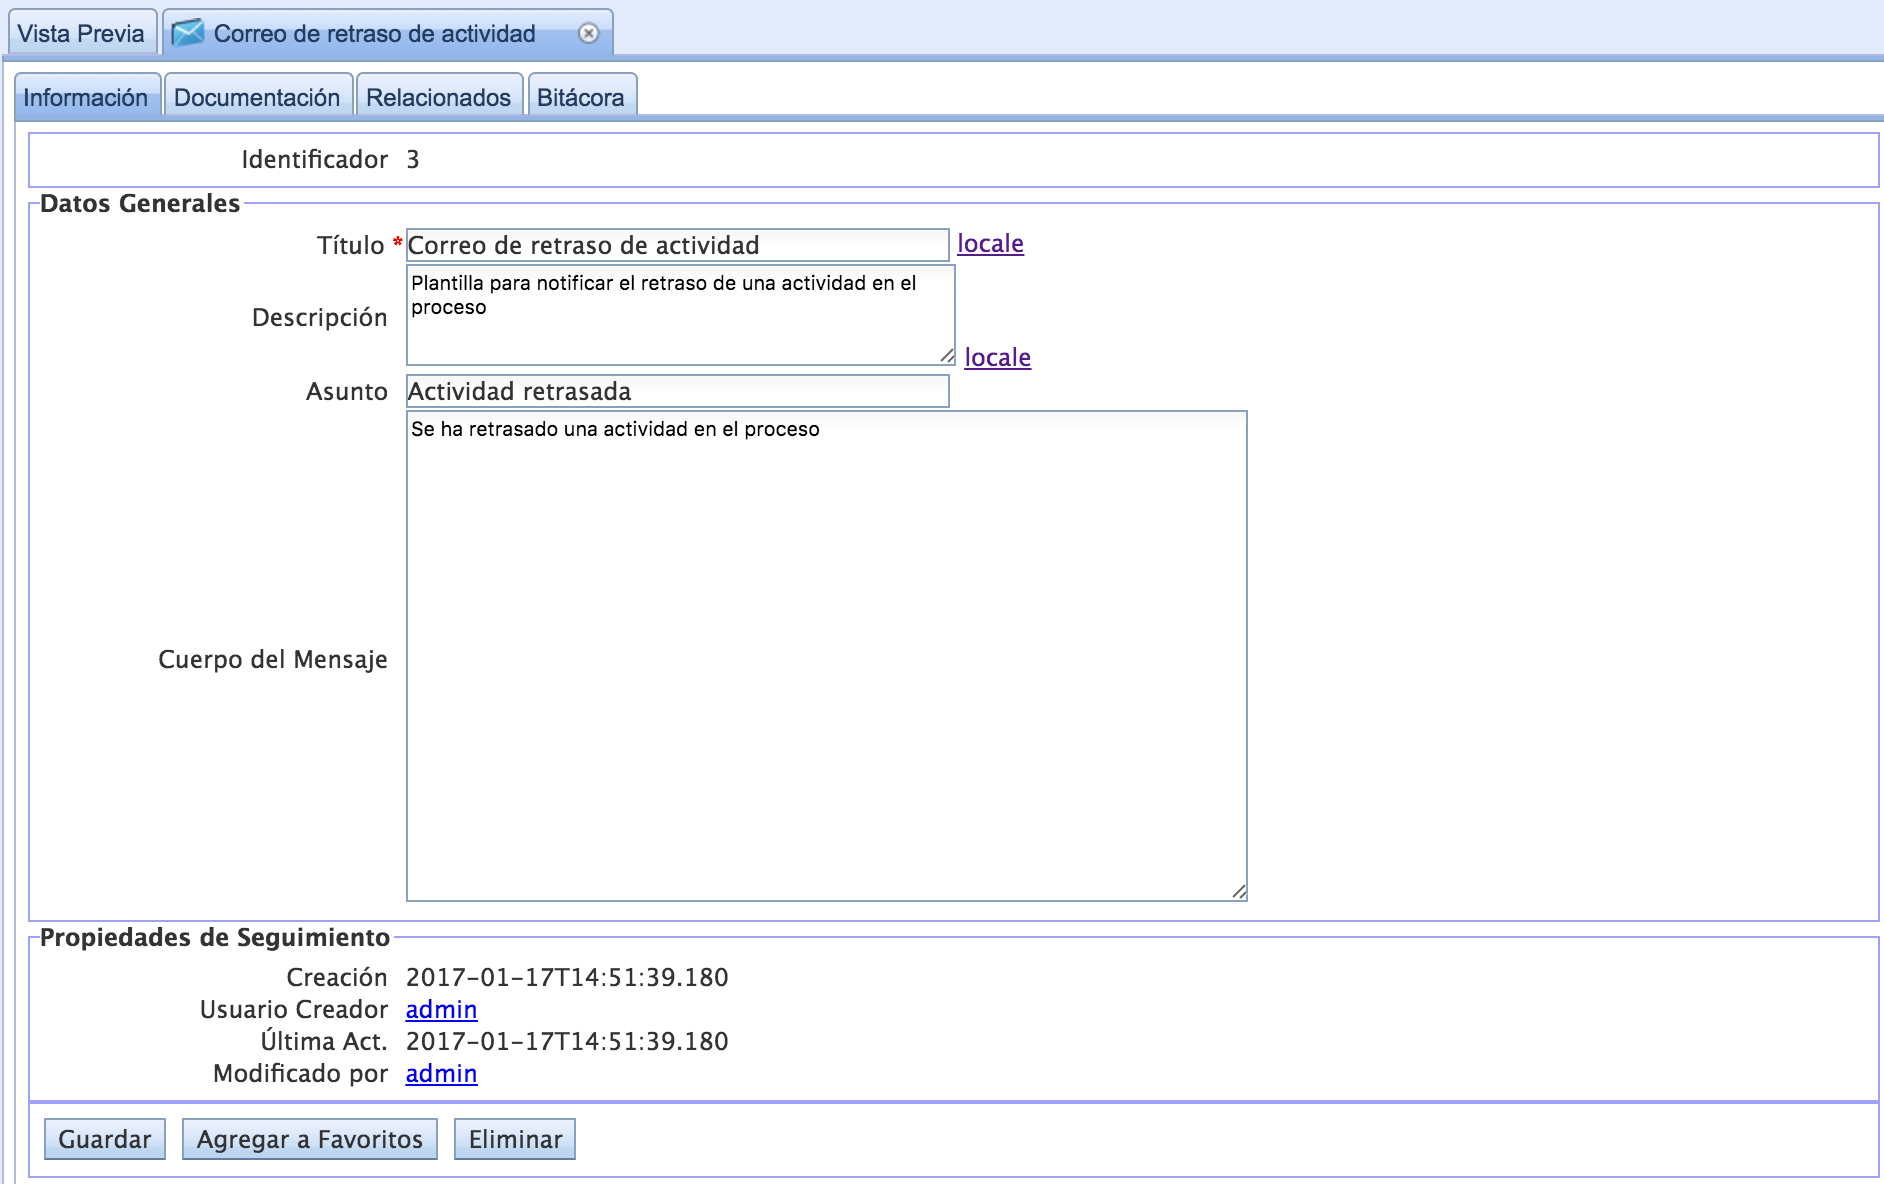 Vista Previa
Correo de retraso de actividad
Información
Documentación
Relacionados
Bitácora
Identificador 3
Datos Generales
Título * Correo de retraso de actividad locale
Descripción
Plantilla para notificar el retraso de una actividad en el
proceso
locale
Asunto Actividad retrasada
Cuerpo del Mensaje
Se ha retrasado una actividad en el proceso
Propiedades de Seguimiento
Creación 2017-01-17T14:51:39.180
Usuario Creador admin
Última Act. 2017-01-17T14:51:39.180
Modificado por admin
Guardar
Agregar a Favoritos
Eliminar